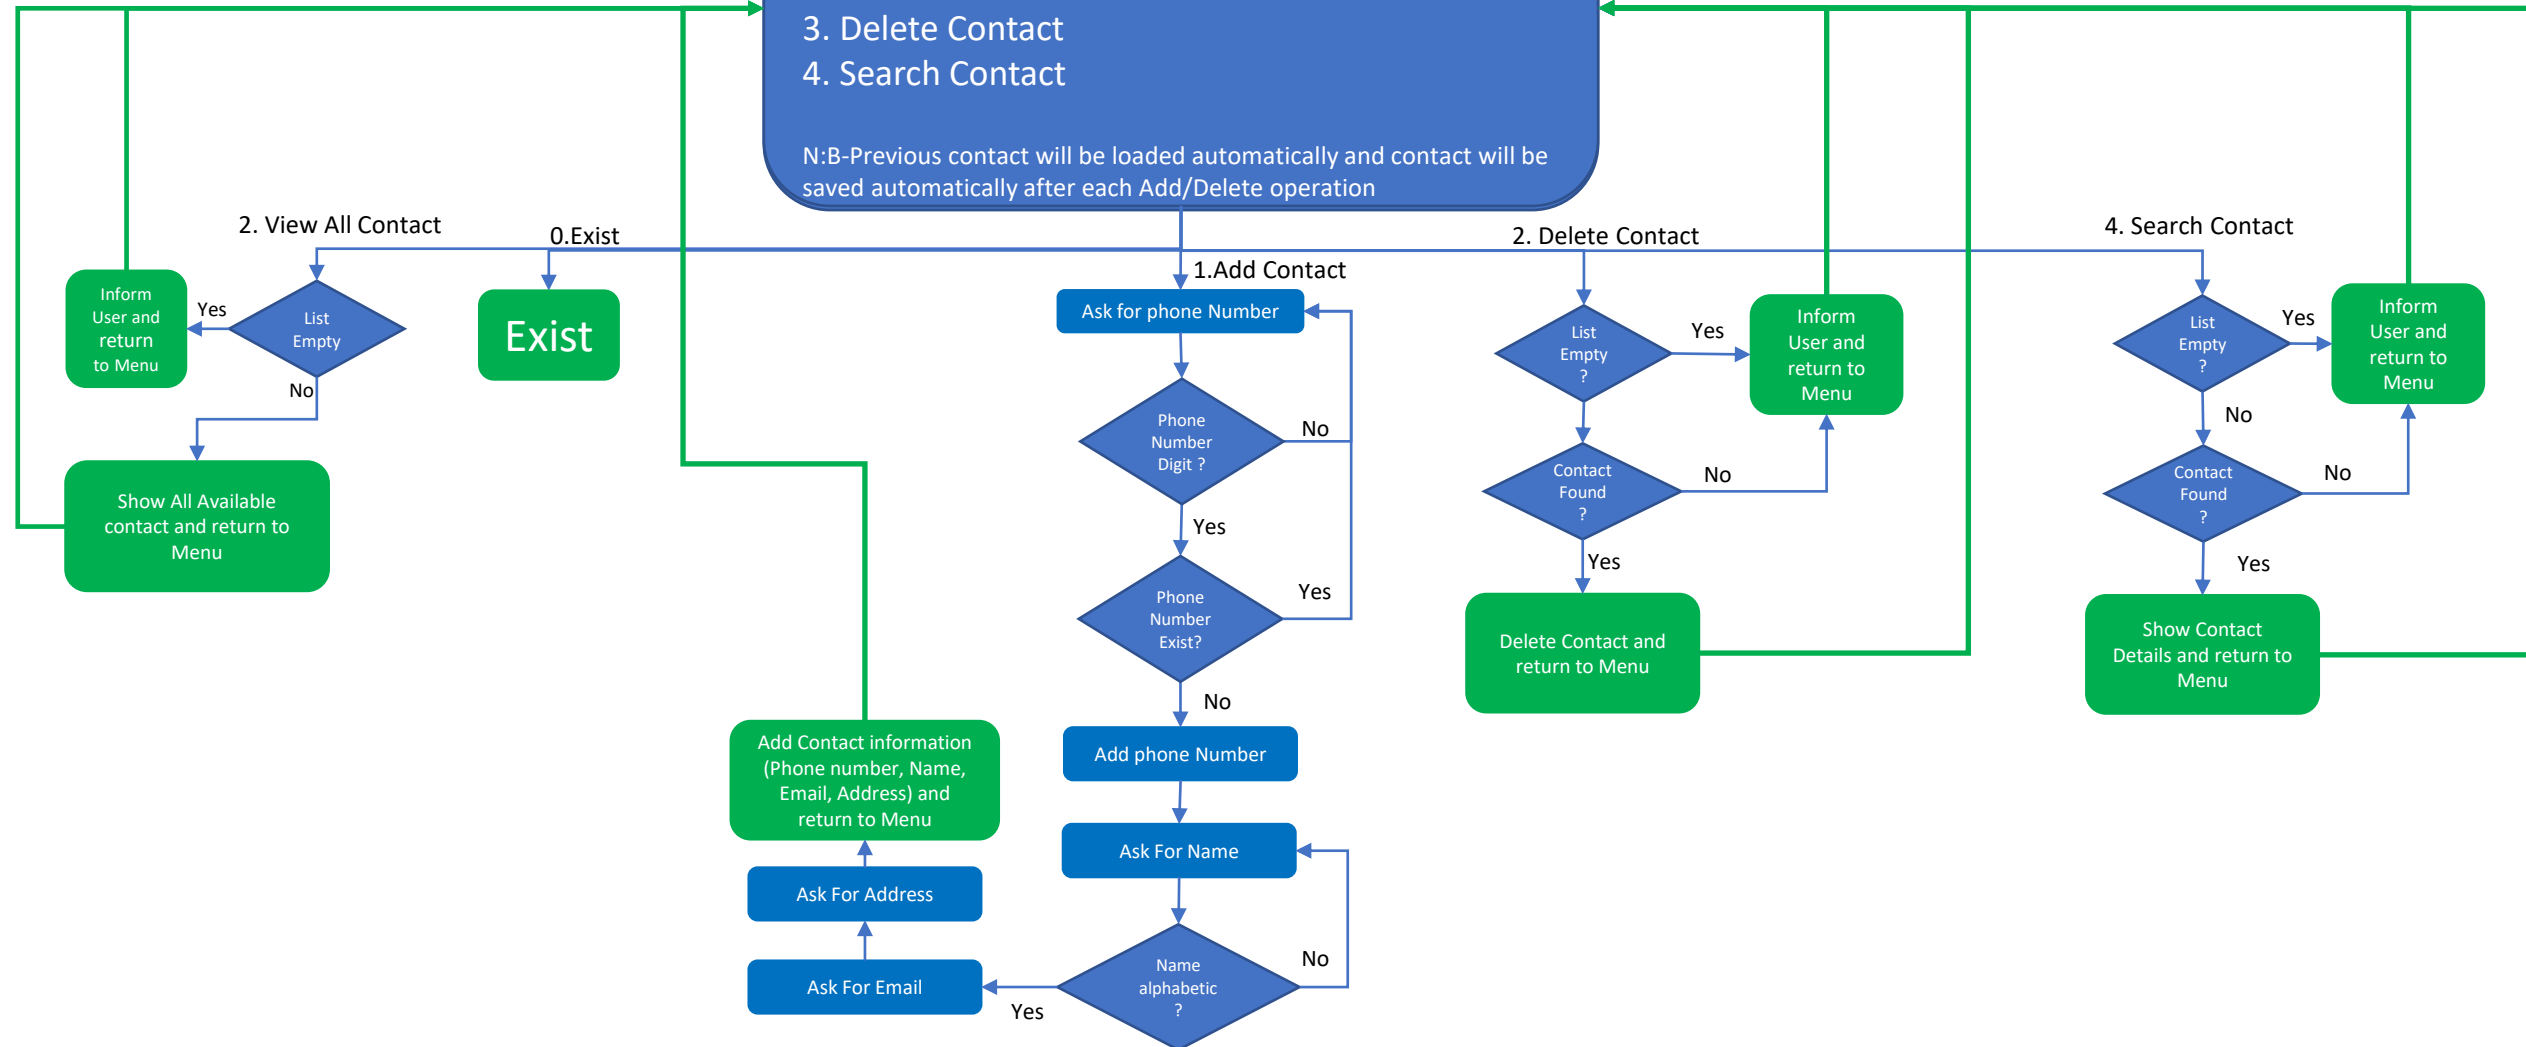 3. Delete Contact
4. Search Contact
N:B-Previous contact will be loaded automatically and contact will be
saved automatically after each Add/Delete operation
2. View All Contact
0.Exist
1.Add Contact
2. Delete Contact
4. Search Contact
Inform
User and
return
to Menu
Yes
List
Empty
No
Show All Available
contact and return to
Menu
Exist
Ask for phone Number
Phone
Number
Digit ?
No
Yes
Phone
Number
Exist?
Yes
No
Add phone Number
Ask For Name
Name
alphabetic
?
No
Yes
Ask For Email
Ask For Address
Add Contact information
(Phone number, Name,
Email, Address) and
return to Menu
List
Empty
?
Yes
Inform
User and
return to
Menu
Contact
Found
?
No
Yes
Delete Contact and
return to Menu
List
Empty
?
Yes
Inform
User and
return to
Menu
No
Contact
Found
?
No
Yes
Show Contact
Details and return to
Menu